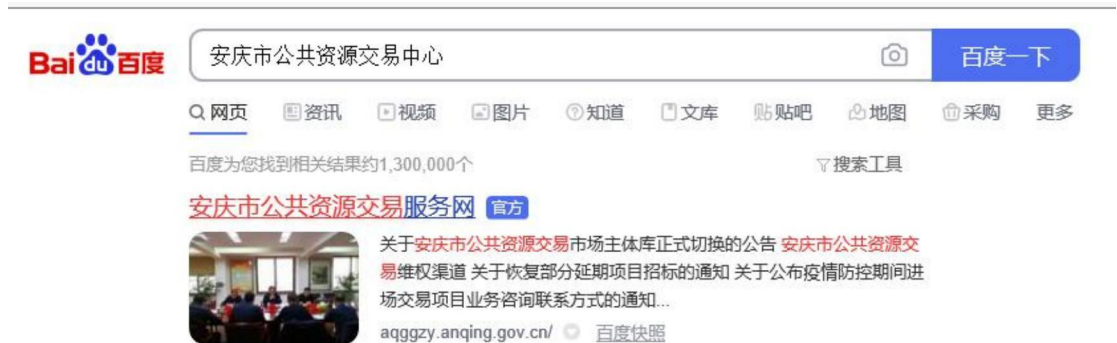 Bai du 百度 安庆市公共资源交易中心 百度一下
网页 资讯 视频 图片 知道 文库 贴吧 地图 采购 更多
百度为您找到相关结果约1,300,000个 搜索工具
安庆市公共资源交易服务网 官方
关于安庆市公共资源交易市场主体库正式切换的公告 安庆市公共资源交
易维权渠道 关于恢复部分延期项目招标的通知 关于公布疫情防控期间进
场交易项目业务咨询联系方式的通知...
aqggzy.anqing.gov.cn/ 百度快照